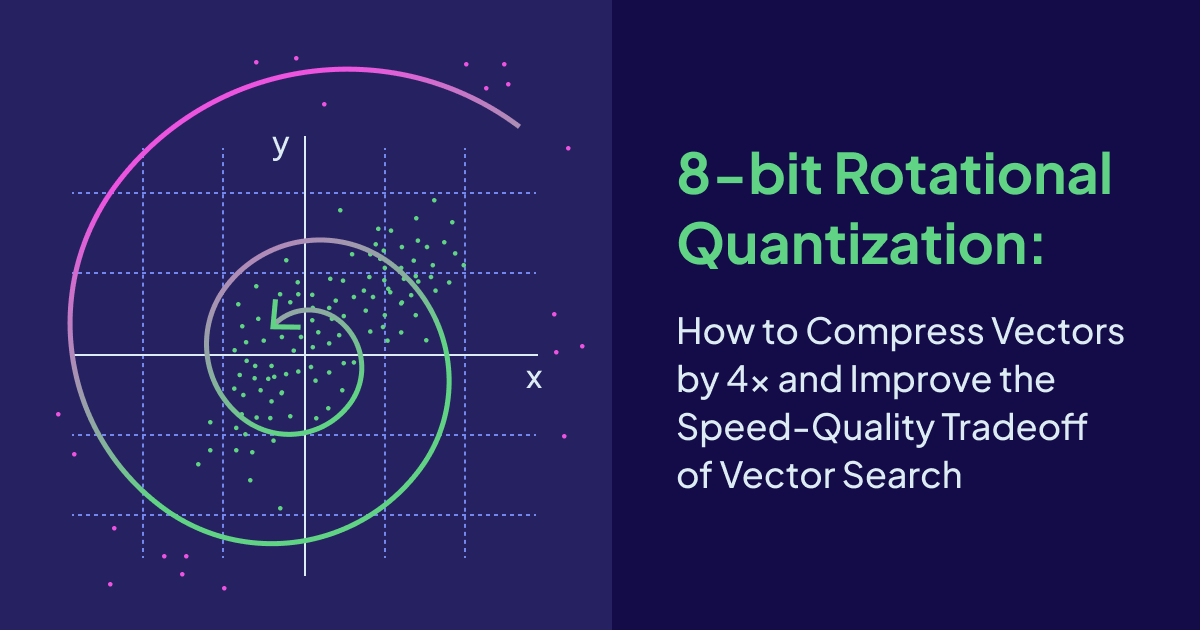 y
x
8-bit Rotational
Quantization:
How to Compress Vectors
by 4× and Improve the
Speed-Quality Tradeoff
of Vector Search